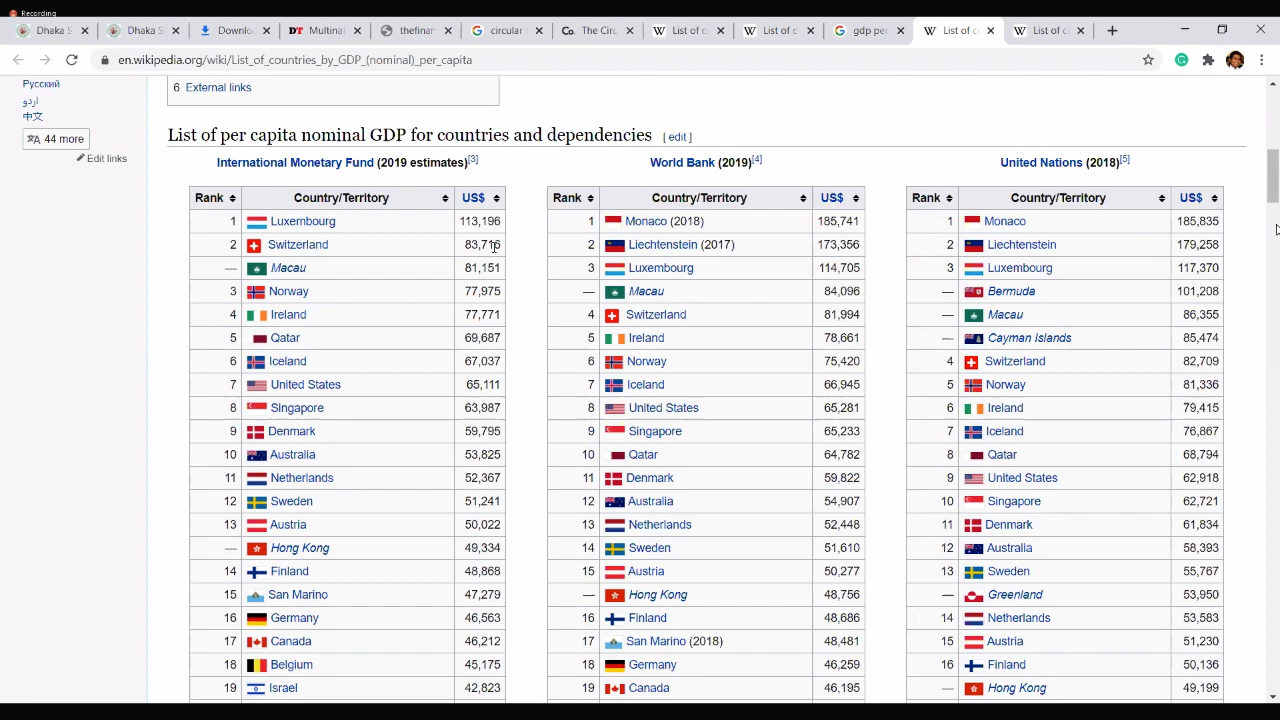 Recording
Dhaka S
Dhaka S
Downlo
DT Multina
thefinan
circular
Co. The Circ
List of c
List of c
gdp per
List of c
List of c
en.wikipedia.org/wiki/List_of_countries_by_GDP_(nominal)_per_capita
Русский
اردو
中文
44 more
Edit links
6 External links
List of per capita nominal GDP for countries and dependencies [ edit ]
International Monetary Fund (2019 estimates)[3]
Rank Country/Territory US$
1 Luxembourg 113,196
2 Switzerland 83,716
— Macau 81,151
3 Norway 77,975
4 Ireland 77,771
5 Qatar 69,687
6 Iceland 67,037
7 United States 65,111
8 Singapore 63,987
9 Denmark 59,795
10 Australia 53,825
11 Netherlands 52,367
12 Sweden 51,241
13 Austria 50,022
— Hong Kong 49,334
14 Finland 48,868
15 San Marino 47,279
16 Germany 46,563
17 Canada 46,212
18 Belgium 45,175
19 Israel 42,823
World Bank (2019)[4]
Rank Country/Territory US$
1 Monaco (2018) 185,741
2 Liechtenstein (2017) 173,356
3 Luxembourg 114,705
— Macau 84,096
4 Switzerland 81,994
5 Ireland 78,661
6 Norway 75,420
7 Iceland 66,945
8 United States 65,281
9 Singapore 65,233
10 Qatar 64,782
11 Denmark 59,822
12 Australia 54,907
13 Netherlands 52,448
14 Sweden 51,610
15 Austria 50,277
— Hong Kong 48,756
16 Finland 48,686
17 San Marino (2018) 48,481
18 Germany 46,259
19 Canada 46,195
United Nations (2018)[5]
Rank Country/Territory US$
1 Monaco 185,835
2 Liechtenstein 179,258
3 Luxembourg 117,370
— Bermuda 101,208
— Macau 86,355
— Cayman Islands 85,474
4 Switzerland 82,709
5 Norway 81,336
6 Ireland 79,415
7 Iceland 76,867
8 Qatar 68,794
9 United States 62,918
10 Singapore 62,721
11 Denmark 61,834
12 Australia 58,393
13 Sweden 55,767
— Greenland 53,950
14 Netherlands 53,583
15 Austria 51,230
16 Finland 50,136
— Hong Kong 49,199